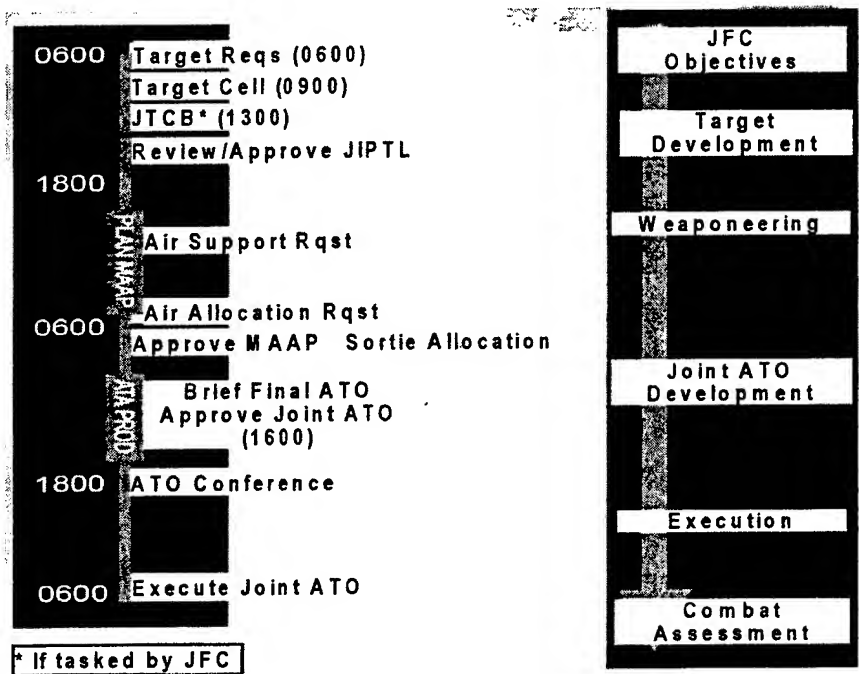 0600
Target Reqs (0600)
Target Cell (0900)
JTCB* (1300)
Review/Approve JIPTL
1800
PLAN MAAP
Air Support Rqst
Air Allocation Rqst
0600
Approve MAAP Sortie Allocation
ATA PROD
Brief Final ATO
Approve Joint ATO
(1600)
1800
ATO Conference
0600
Execute Joint ATO
* If tasked by JFC
JFC
Objectives
Target
Development
Weaponeering
Joint ATO
Development
Execution
Combat
Assessment